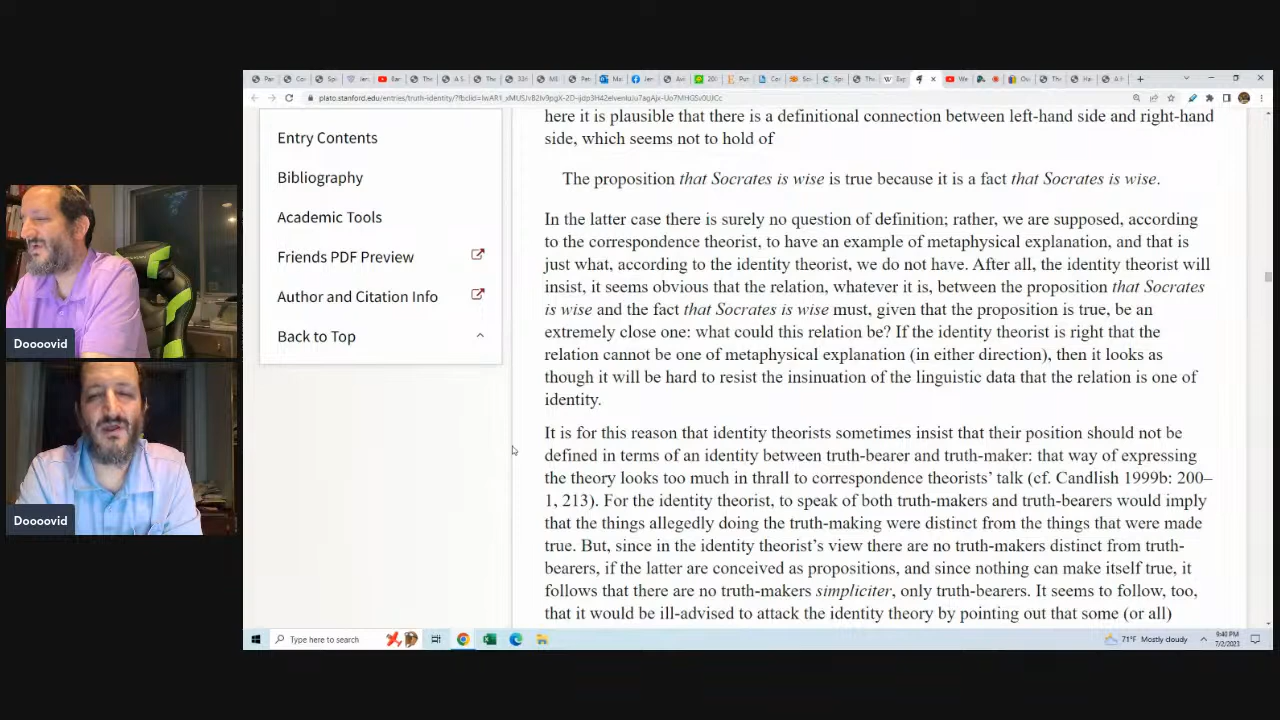 plato.stanford.edu/entries/truth-identity/
Entry Contents
Bibliography
Academic Tools
Friends PDF Preview
Author and Citation Info
Back to Top
here it is plausible that there is a definitional connection between left-hand side and right-hand
side, which seems not to hold of
The proposition that Socrates is wise is true because it is a fact that Socrates is wise.
In the latter case there is surely no question of definition; rather, we are supposed, according
to the correspondence theorist, to have an example of metaphysical explanation, and that is
just what, according to the identity theorist, we do not have. After all, the identity theorist will
insist, it seems obvious that the relation, whatever it is, between the proposition that Socrates
is wise and the fact that Socrates is wise must, given that the proposition is true, be an
extremely close one: what could this relation be? If the identity theorist is right that the
relation cannot be one of metaphysical explanation (in either direction), then it looks as
though it will be hard to resist the insinuation of the linguistic data that the relation is one of
identity.
It is for this reason that identity theorists sometimes insist that their position should not be
defined in terms of an identity between truth-bearer and truth-maker: that way of expressing
the theory looks too much in thrall to correspondence theorists’ talk (cf. Candlish 1999b: 200–
1, 213). For the identity theorist, to speak of both truth-makers and truth-bearers would imply
that the things allegedly doing the truth-making were distinct from the things that were made
true. But, since in the identity theorist’s view there are no truth-makers distinct from truth-
bearers, if the latter are conceived as propositions, and since nothing can make itself true, it
follows that there are no truth-makers simpliciter, only truth-bearers. It seems to follow, too,
that it would be ill-advised to attack the identity theory by pointing out that some (or all)
Doooovid
Doooovid
Type here to search
71°F Mostly cloudy
9:40 PM
7/2/2023